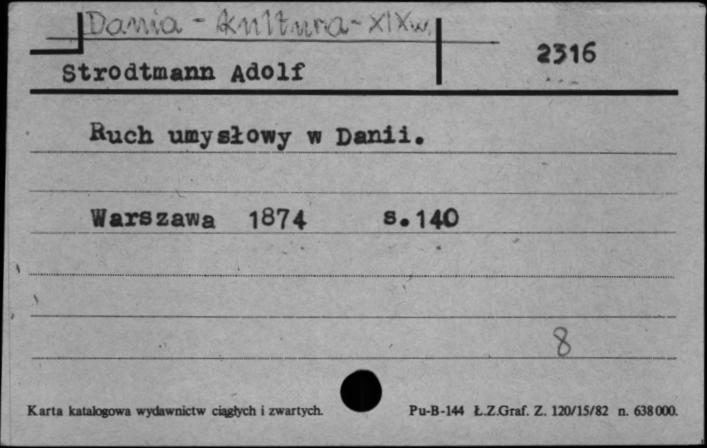 Dania - kultura - XIX w.
2316
Strodtmann Adolf
Ruch umysłowy w Danii.
Warszawa 1874 s.140
8
Karta katalogowa wydawnictw ciągłych i zwartych. Pu-B-144 Ł.Z.Graf. Z. 120/15/82 n. 638000.